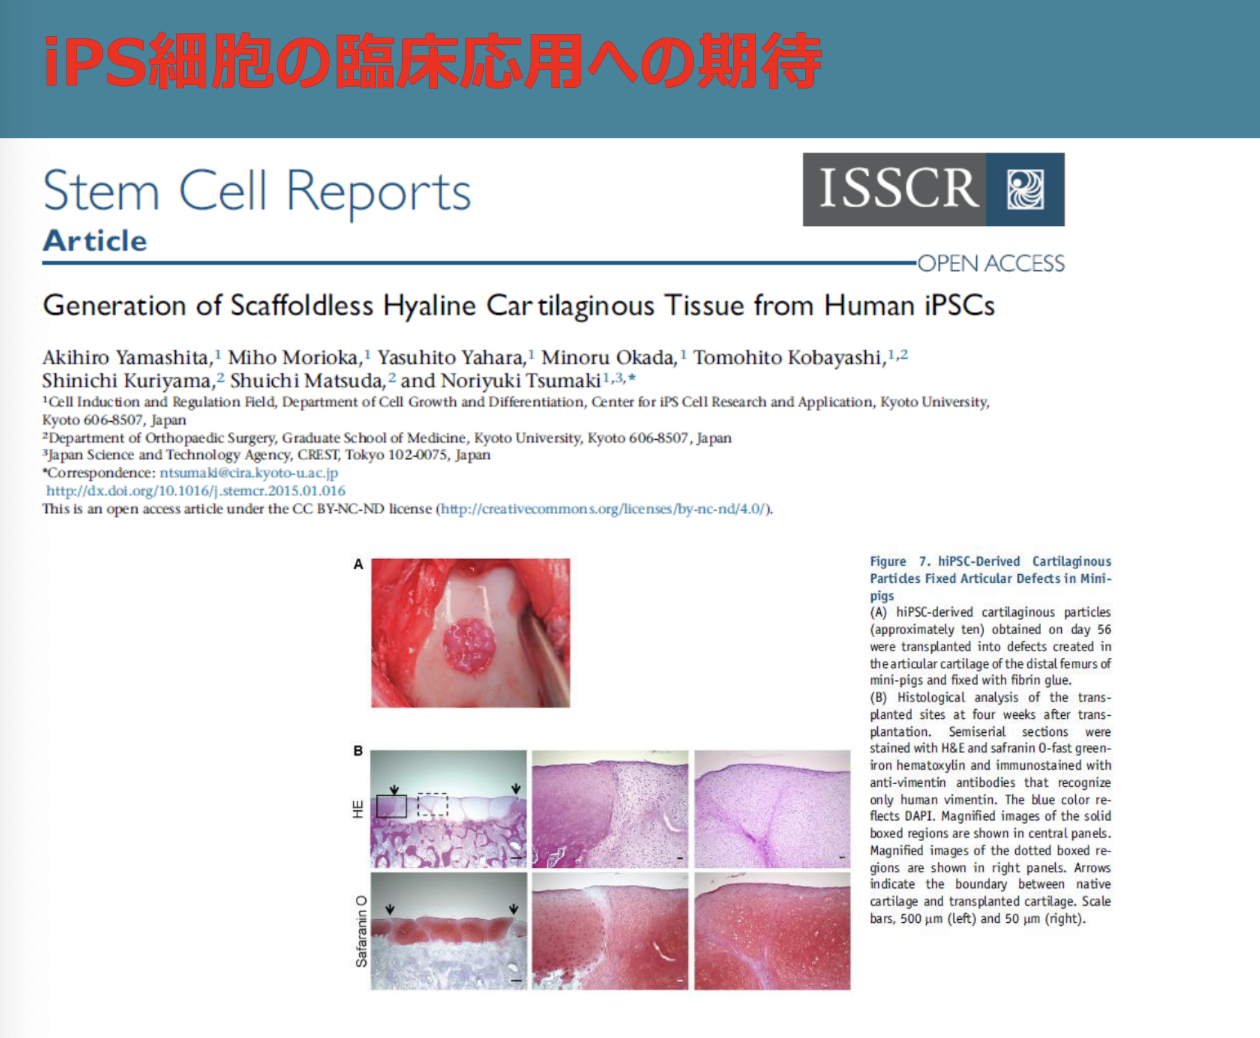 iPS細胞の臨床応用への期待
Stem Cell Reports
Article
ISSCR
OPEN ACCESS
Generation of Scaffoldless Hyaline Cartilaginous Tissue from Human iPSCs
Akihiro Yamashita,1 Miho Morioka,1 Yasuhito Yahara,1 Minoru Okada,1 Tomohito Kobayashi,1,2
Shinichi Kuriyama,2 Shuichi Matsuda,2 and Noriyuki Tsumaki1,3,*
1Cell Induction and Regulation Field, Department of Cell Growth and Differentiation, Center for iPS Cell Research and Application, Kyoto University,
Kyoto 606-8507, Japan
2Department of Orthopaedic Surgery, Graduate School of Medicine, Kyoto University, Kyoto 606-8507, Japan
3Japan Science and Technology Agency, CREST, Tokyo 102-0075, Japan
*Correspondence: ntsumaki@cira.kyoto-u.ac.jp
http://dx.doi.org/10.1016/j.stemcr.2015.01.016
This is an open access article under the CC BY-NC-ND license (http://creativecommons.org/licenses/by-nc-nd/4.0/).
A
B
HE
Safaranin O
Figure 7. hiPSC-Derived Cartilaginous
Particles Fixed Articular Defects in Mini-
pigs
(A) hiPSC-derived cartilaginous particles
(approximately ten) obtained on day 56
were transplanted into defects created in
the articular cartilage of the distal femurs of
mini-pigs and fixed with fibrin glue.
(B) Histological analysis of the trans-
planted sites at four weeks after trans-
plantation. Semiserial sections were
stained with H&E and safranin O-fast green-
iron hematoxylin and immunostained with
anti-vimentin antibodies that recognize
only human vimentin. The blue color re-
flects DAPI. Magnified images of the solid
boxed regions are shown in central panels.
Magnified images of the dotted boxed re-
gions are shown in right panels. Arrows
indicate the boundary between native
cartilage and transplanted cartilage. Scale
bars, 500 μm (left) and 50 μm (right).